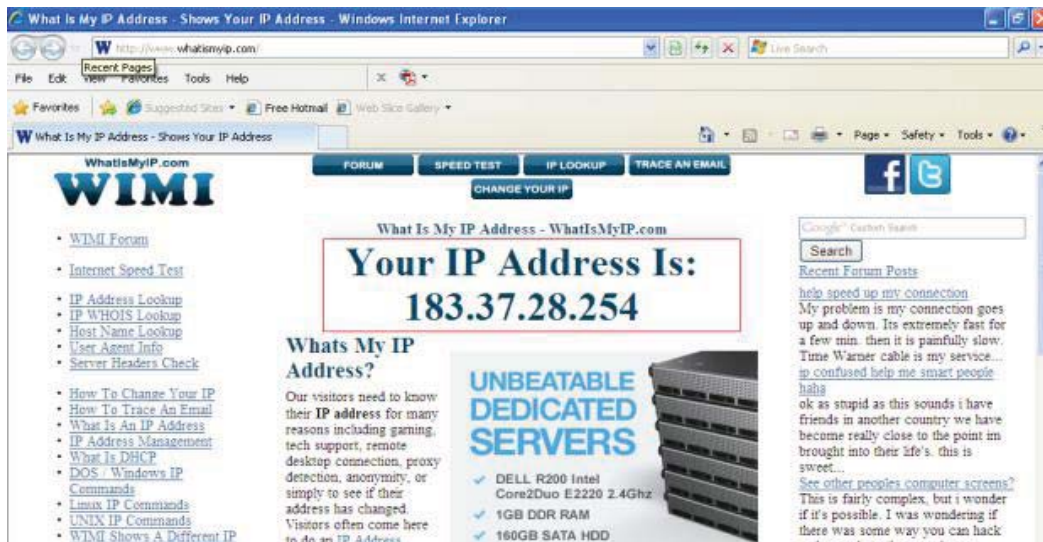 What Is My IP Address - Shows Your IP Address - Windows Internet Explorer
http://www.whatismyip.com/
Live Search
Recent Pages
File Edit View Favorites Tools Help
Favorites Suggested Sites Free Hotmail Web Slice Gallery
What Is My IP Address - Shows Your IP Address
Page Safety Tools
WhatIsMyIP.com
WIMI
FORUM SPEED TEST IP LOOKUP TRACE AN EMAIL
CHANGE YOUR IP
WIMI Forum
Internet Speed Test
IP Address Lookup
IP WHOIS Lookup
Host Name Lookup
User Agent Info
Server Headers Check
How To Change Your IP
How To Trace An Email
What Is An IP Address
IP Address Management
What Is DHCP
DOS / Windows IP
Commands
Linux IP Commands
UNIX IP Commands
WIMI Shows A Different IP
What Is My IP Address - WhatIsMyIP.com
Your IP Address Is:
183.37.28.254
Whats My IP
Address?
Our visitors need to know
their IP address for many
reasons including gaming,
tech support, remote
desktop connection, proxy
detection, anonymity, or
simply to see if their
address has changed.
Visitors often come here
to do an IP Address
UNBEATABLE
DEDICATED
SERVERS
DELL R200 Intel
Core2Duo E2220 2.4Ghz
1GB DDR RAM
160GB SATA HDD
Google Custom Search
Search
Recent Forum Posts
help speed up my connection
My problem is my connection goes
up and down. Its extremely fast for
a few min. then it is painfully slow.
Time Warner cable is my service...
ip confused help me smart people
haha
ok as stupid as this sounds i have
friends in another country we have
become really close to the point im
brought into their life's. this is
sweet...
See other peoples computer screens?
This is fairly complex, but i wonder
if it's possible. I was wondering if
there was some way you can hack